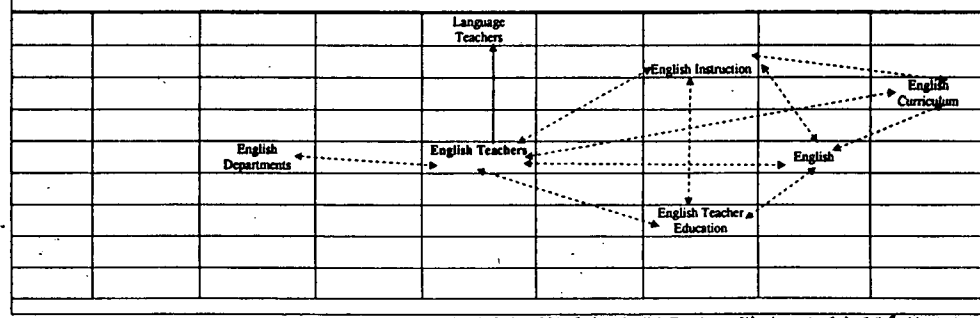 Language
Teachers
English Instruction
English
Curriculum
English
Departments
English Teachers
English
English Teacher
Education